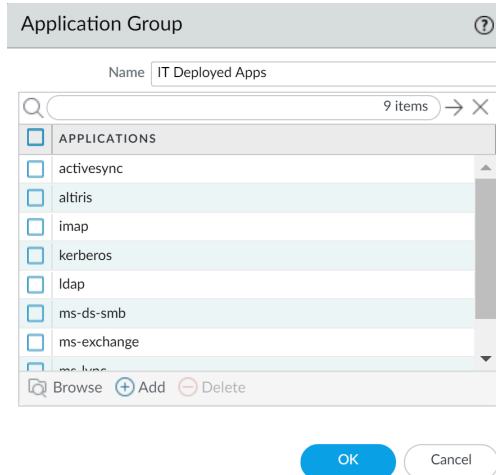 Application Group
Name IT Deployed Apps
9 items
APPLICATIONS
activesync
altiris
imap
kerberos
ldap
ms-ds-smb
ms-exchange
Browse Add Delete
OK Cancel